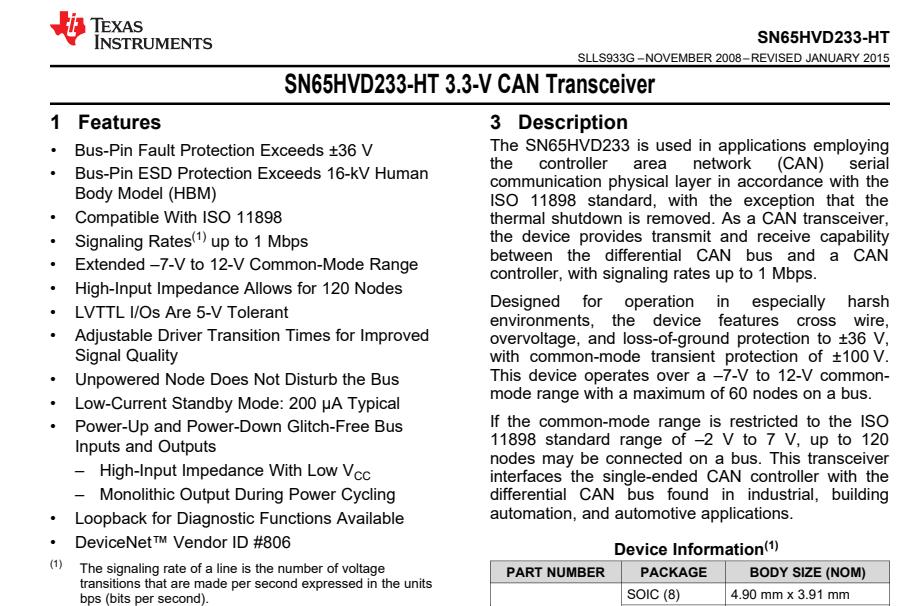 TEXAS
INSTRUMENTS
SN65HVD233-HT
SLLS933G –NOVEMBER 2008–REVISED JANUARY 2015
SN65HVD233-HT 3.3-V CAN Transceiver
1 Features
• Bus-Pin Fault Protection Exceeds ±36 V
• Bus-Pin ESD Protection Exceeds 16-kV Human
Body Model (HBM)
• Compatible With ISO 11898
• Signaling Rates(1) up to 1 Mbps
• Extended –7-V to 12-V Common-Mode Range
• High-Input Impedance Allows for 120 Nodes
• LVTTL I/Os Are 5-V Tolerant
• Adjustable Driver Transition Times for Improved
Signal Quality
• Unpowered Node Does Not Disturb the Bus
• Low-Current Standby Mode: 200 µA Typical
• Power-Up and Power-Down Glitch-Free Bus
Inputs and Outputs
– High-Input Impedance With Low VCC
– Monolithic Output During Power Cycling
• Loopback for Diagnostic Functions Available
• DeviceNet™ Vendor ID #806
(1) The signaling rate of a line is the number of voltage
transitions that are made per second expressed in the units
bps (bits per second).
3 Description
The SN65HVD233 is used in applications employing
the controller area network (CAN) serial
communication physical layer in accordance with the
ISO 11898 standard, with the exception that the
thermal shutdown is removed. As a CAN transceiver,
the device provides transmit and receive capability
between the differential CAN bus and a CAN
controller, with signaling rates up to 1 Mbps.
Designed for operation in especially harsh
environments, the device features cross wire,
overvoltage, and loss-of-ground protection to ±36 V,
with common-mode transient protection of ±100 V.
This device operates over a –7-V to 12-V common-
mode range with a maximum of 60 nodes on a bus.
If the common-mode range is restricted to the ISO
11898 standard range of –2 V to 7 V, up to 120
nodes may be connected on a bus. This transceiver
interfaces the single-ended CAN controller with the
differential CAN bus found in industrial, building
automation, and automotive applications.
Device Information(1)
PART NUMBER PACKAGE BODY SIZE (NOM)
SOIC (8) 4.90 mm x 3.91 mm